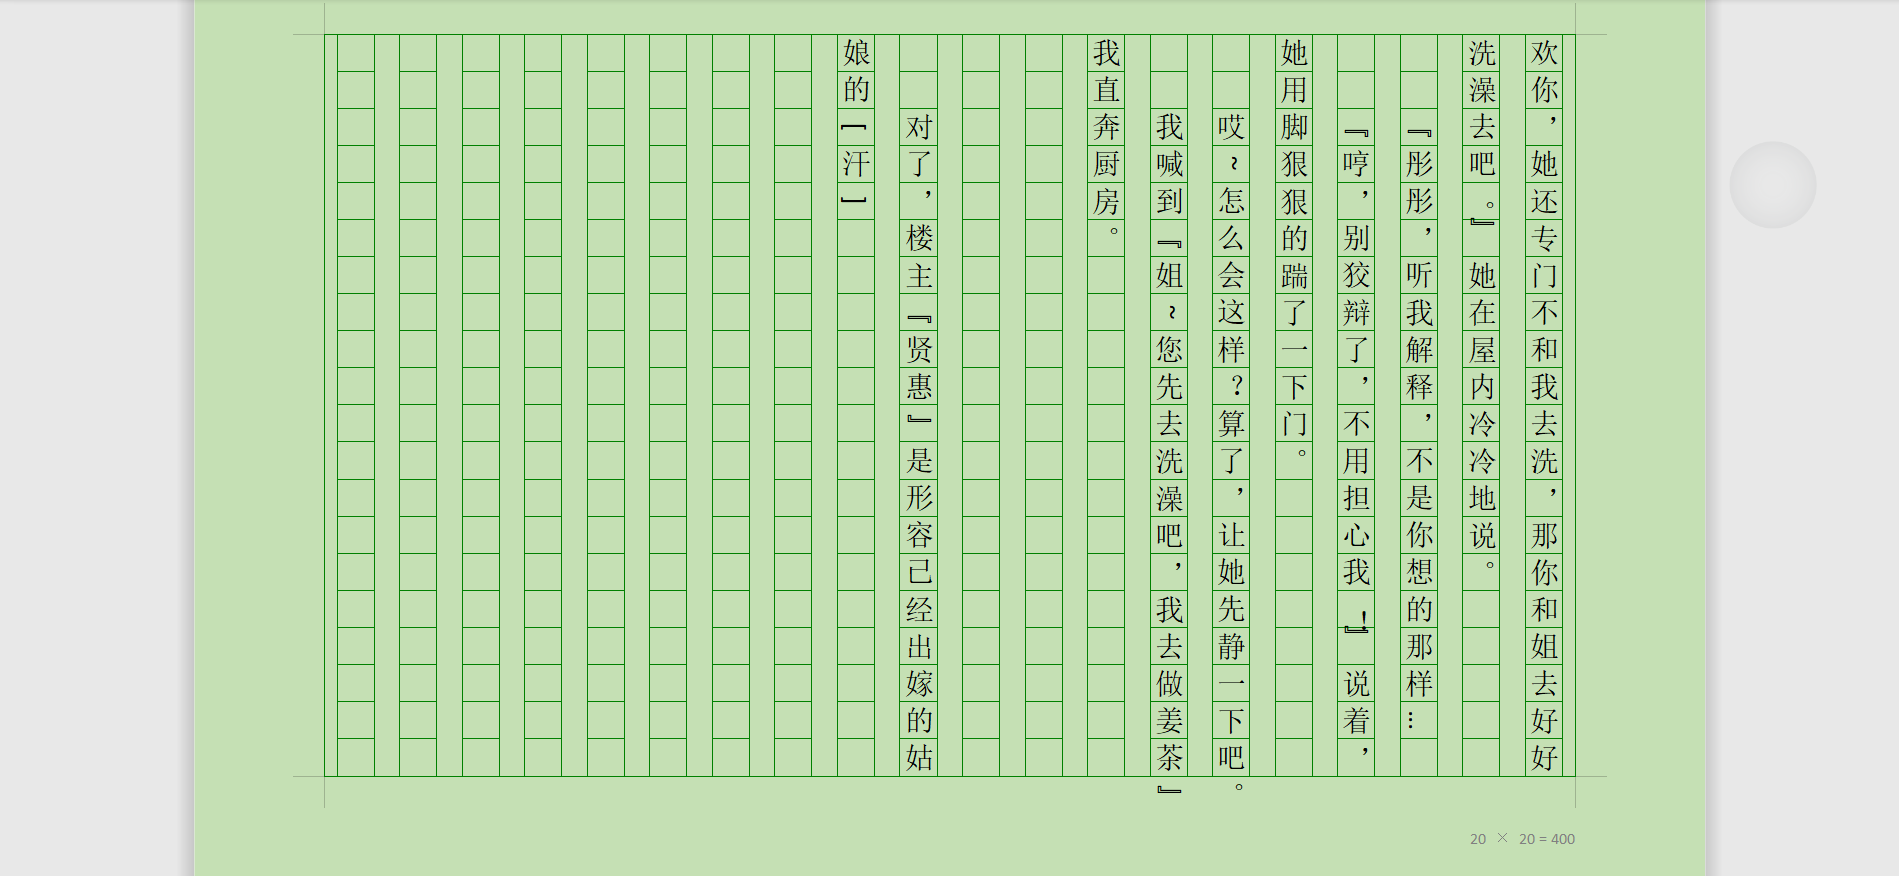 欢你，她还专门不和我去洗，那你和姐去好好
洗澡去吧。』她在屋内冷冷地说。
『彤彤，听我解释，不是你想的那样…
『哼，别狡辩了，不用担心我！』说着，
她用脚狠狠的踹了一下门。
哎~怎么会这样？算了，让她先静一下吧。
我喊到『姐~您先去洗澡吧，我去做姜茶』
我直奔厨房。
对了，楼主『贤惠』是形容已经出嫁的姑
娘的【汗】
20 × 20 = 400